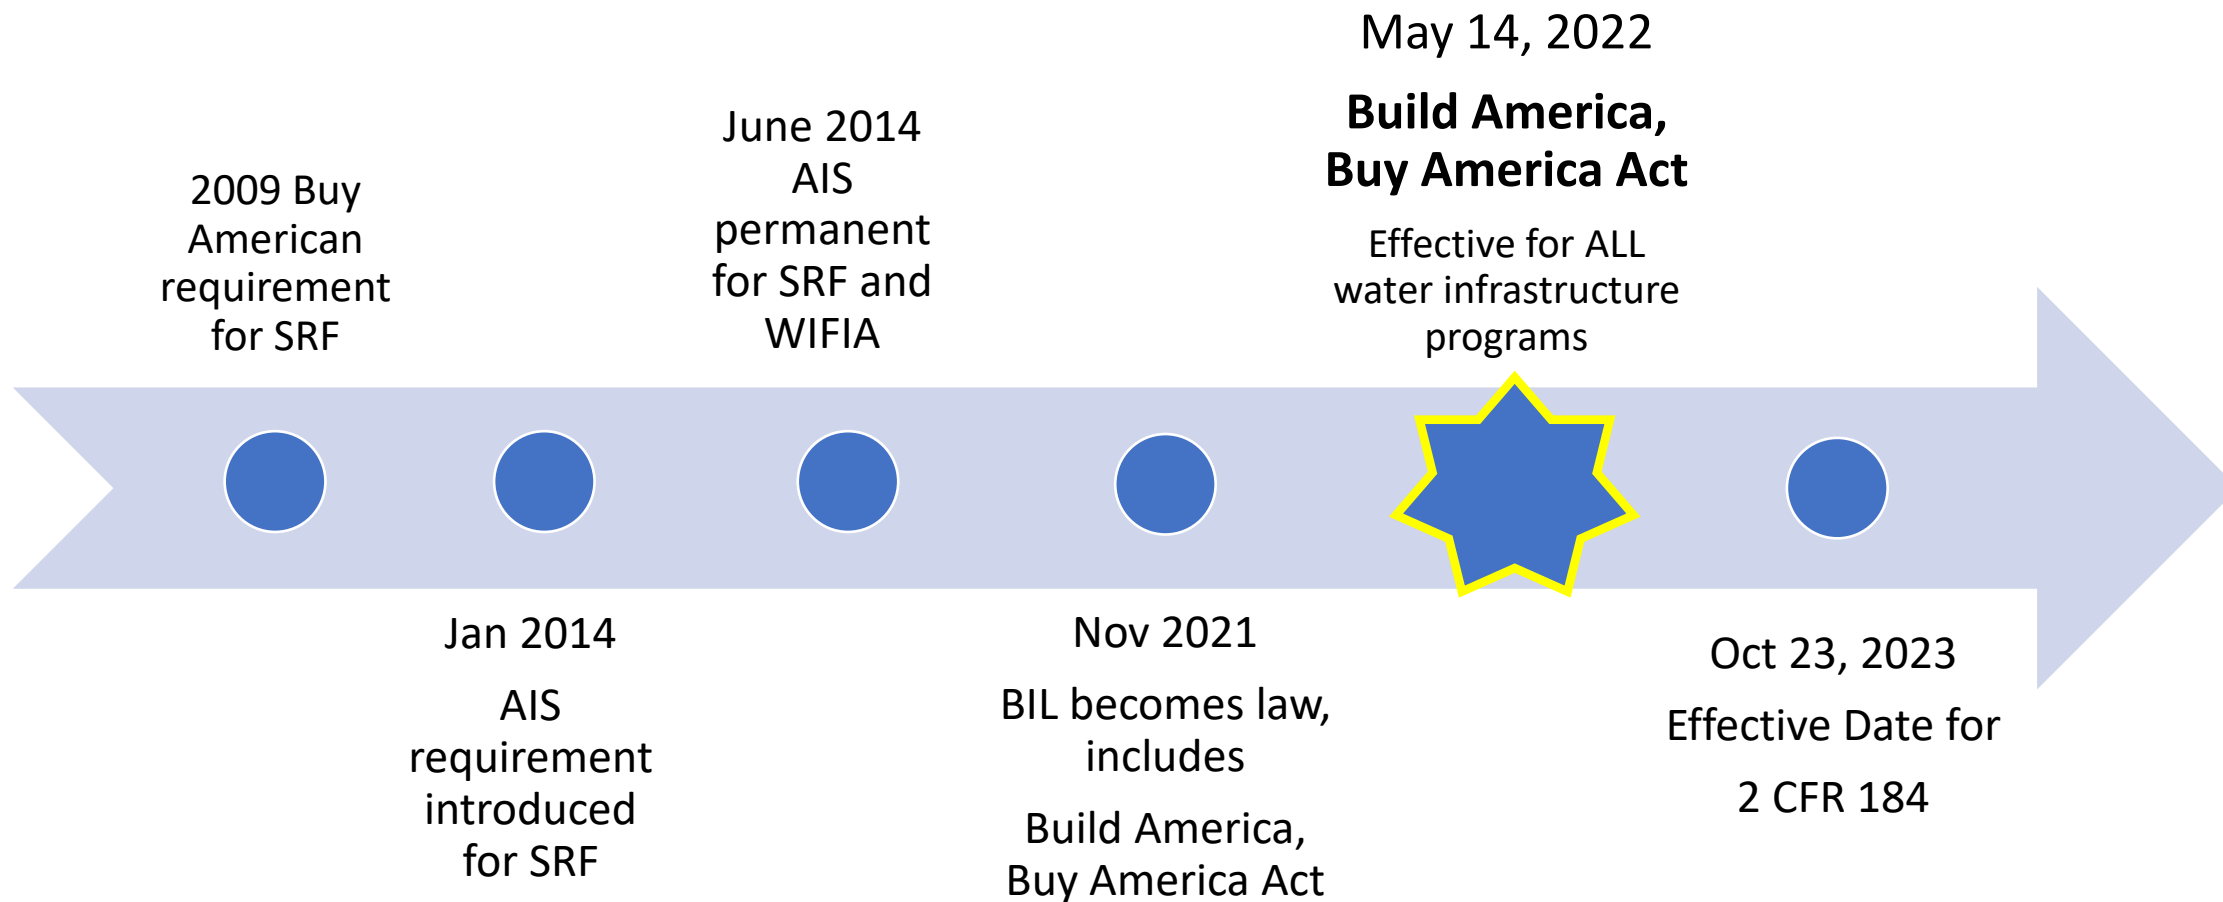 2009 Buy
American
requirement
for SRF
Jan 2014
AIS
requirement
introduced
for SRF
June 2014
AIS
permanent
for SRF and
WIFIA
Nov 2021
BIL becomes law,
includes
Build America,
Buy America Act
May 14, 2022
Build America,
Buy America Act
Effective for ALL
water infrastructure
programs
Oct 23, 2023
Effective Date for
2 CFR 184